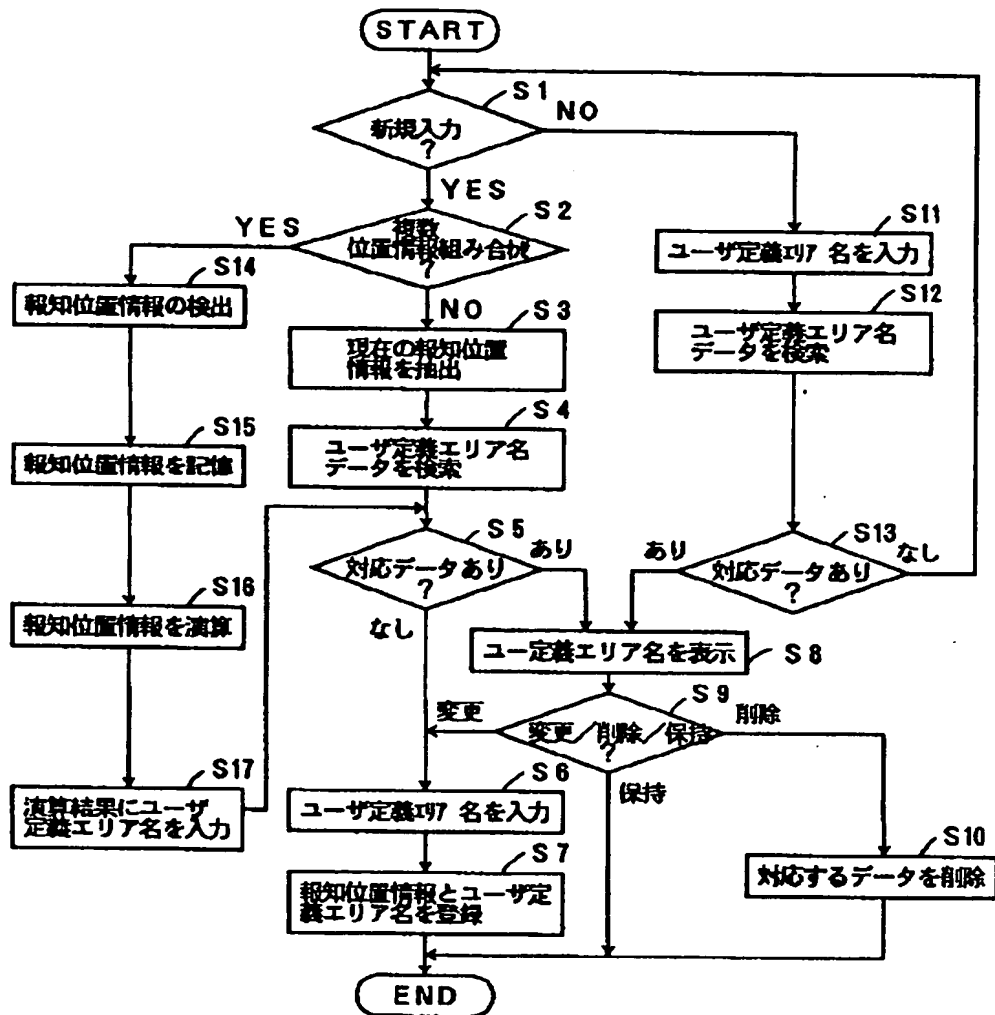 START
S1
新規入力
?
NO
YES
S2
複数
位置情報組み合せ
?
YES
NO
S11
ユーザ定義エリア 名を入力
S14
報知位置情報の検出
S3
現在の報知位置
情報を抽出
S12
ユーザ定義エリア名
データを検索
S4
ユーザ定義エリア名
データを検索
S15
報知位置情報を記憶
S5
対応データあり
?
あり
なし
S13
対応データあり
?
あり
なし
S16
報知位置情報を演算
ユー定義エリア名を表示
S8
S9
変更/削除/保持
?
変更
削除
保持
S17
演算結果にユーザ
定義エリア名を入力
S6
ユーザ定義エリア 名を入力
S7
報知位置情報とユーザ定
義エリア名を登録
S10
対応するデータを削除
END